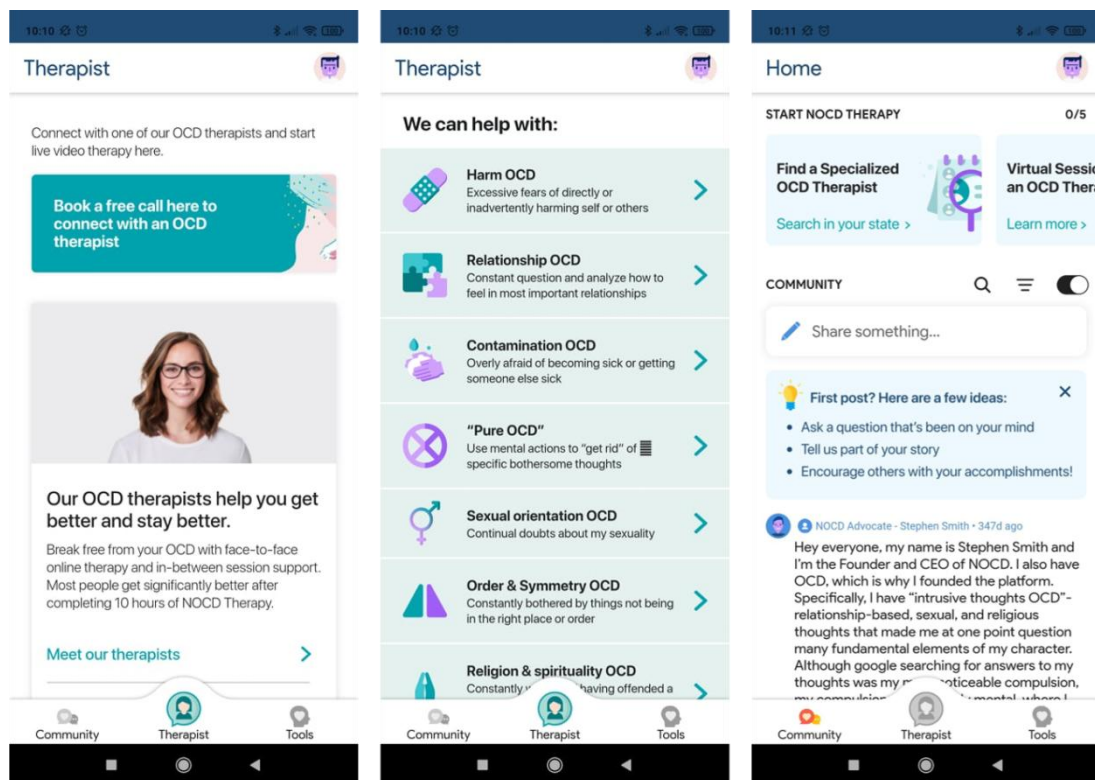 10:10
Therapist
Connect with one of our OCD therapists and start
live video therapy here.
Book a free call here to
connect with an OCD
therapist
Our OCD therapists help you get
better and stay better.
Break free from your OCD with face-to-face
online therapy and in-between session support.
Most people get significantly better after
completing 10 hours of NOCD Therapy.
Meet our therapists
Community
Therapist
Tools
10:10
Therapist
We can help with:
Harm OCD
Excessive fears of directly or
inadvertently harming self or others
Relationship OCD
Constant question and analyze how to
feel in most important relationships
Contamination OCD
Overly afraid of becoming sick or getting
someone else sick
“Pure OCD”
Use mental actions to “get rid” of
specific bothersome thoughts
Sexual orientation OCD
Continual doubts about my sexuality
Order & Symmetry OCD
Constantly bothered by things not being
in the right place or order
Religion & spirituality OCD
Constantly having offended a
Community
Therapist
Tools
10:11
Home
START NOCD THERAPY 0/5
Find a Specialized
OCD Therapist
Search in your state >
Virtual Sessio
an OCD Thera
Learn more >
COMMUNITY
Share something...
First post? Here are a few ideas:
• Ask a question that's been on your mind
• Tell us part of your story
• Encourage others with your accomplishments!
NOCD Advocate - Stephen Smith • 347d ago
Hey everyone, my name is Stephen Smith and
I'm the Founder and CEO of NOCD. I also have
OCD, which is why I founded the platform.
Specifically, I have “intrusive thoughts OCD”-
relationship-based, sexual, and religious
thoughts that made me at one point question
many fundamental elements of my character.
Although google searching for answers to my
thoughts was my noticeable compulsion,
Community
Therapist
Tools